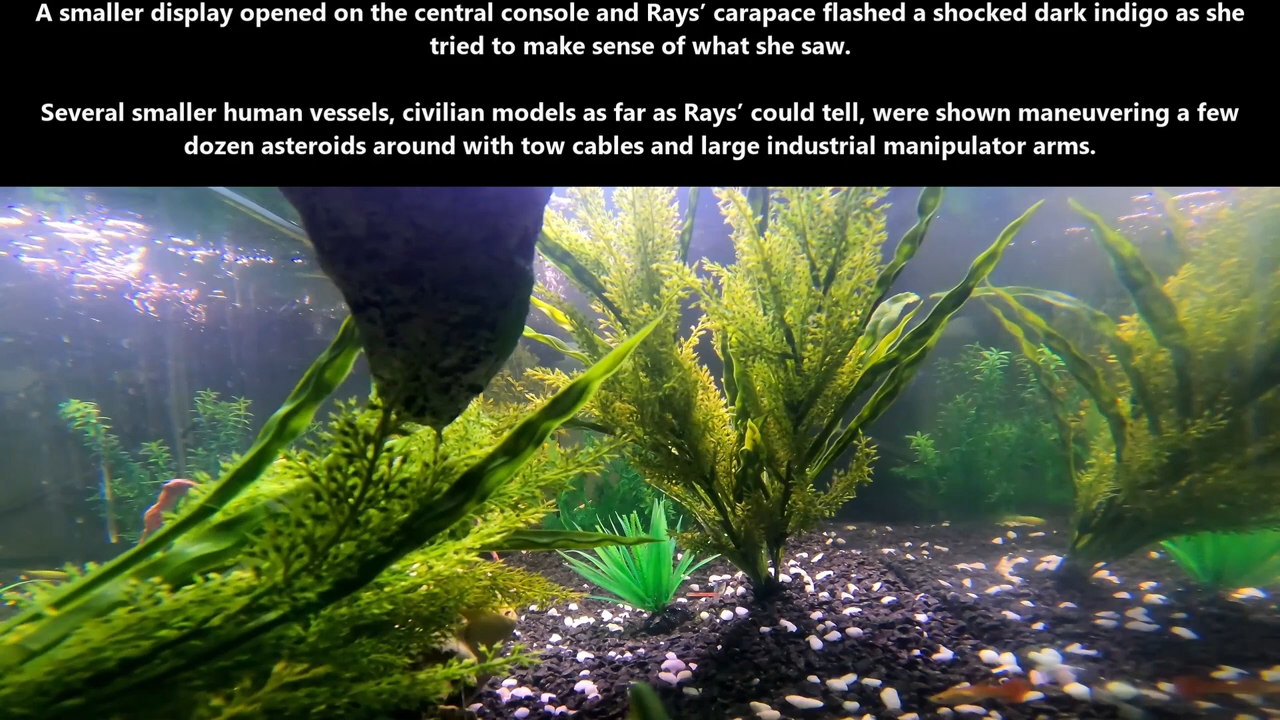 A smaller display opened on the central console and Rays’ carapace flashed a shocked dark indigo as she
tried to make sense of what she saw.
Several smaller human vessels, civilian models as far as Rays’ could tell, were shown maneuvering a few
dozen asteroids around with tow cables and large industrial manipulator arms.